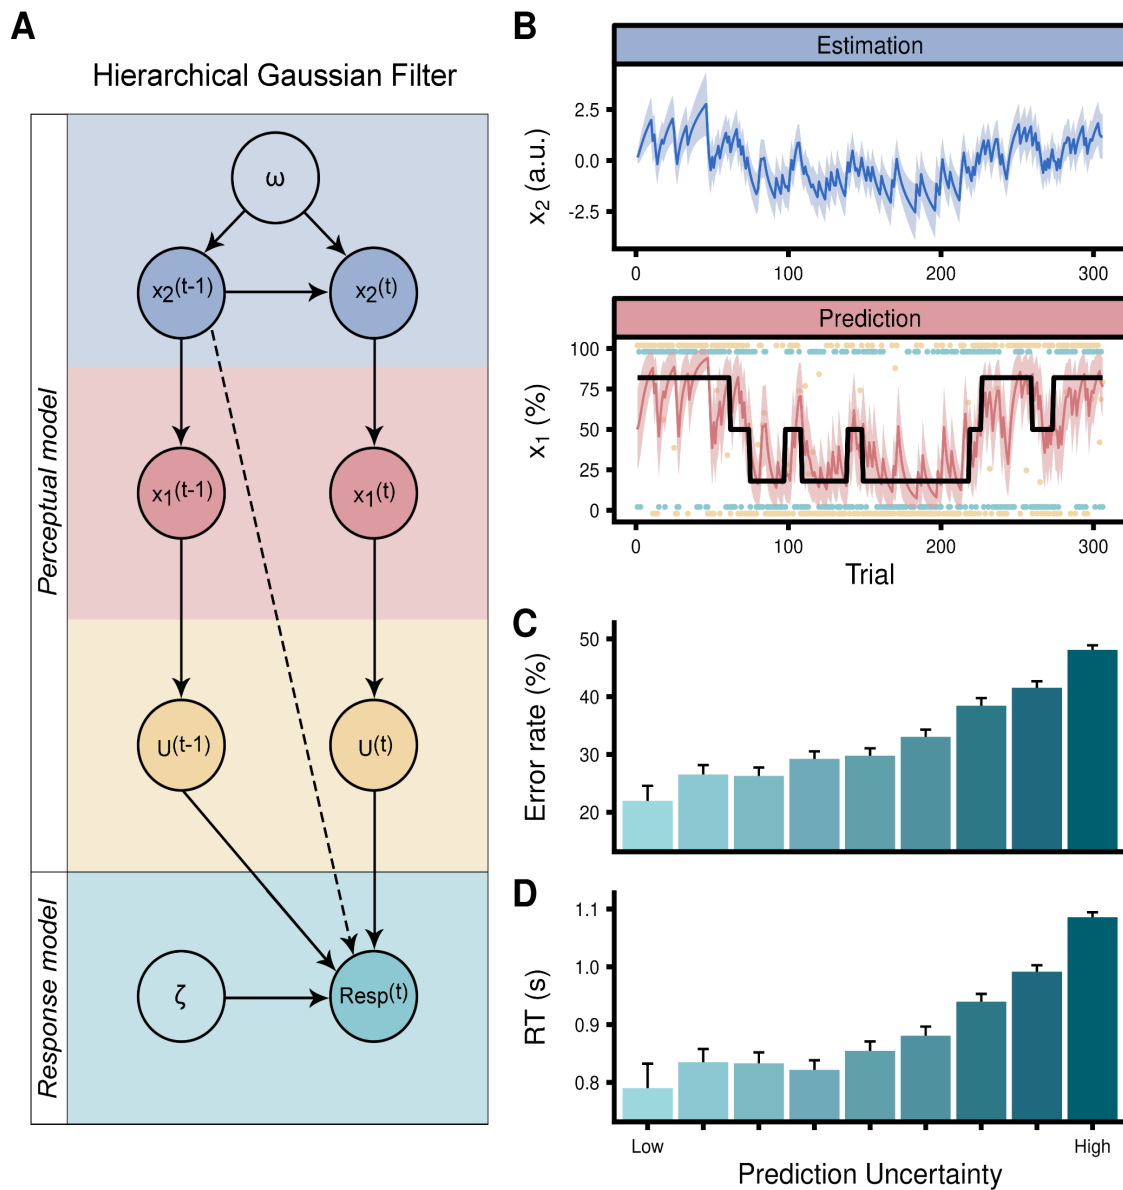 A
Hierarchical Gaussian Filter
Perceptual model
Response model
ω
x2(t-1)
x2(t)
x1(t-1)
x1(t)
U(t-1)
U(t)
ζ
Resp(t)
B
Estimation
x2 (a.u.)
2.5
0.0
-2.5
0 100 200 300
Prediction
x1 (%)
100
75
50
25
0
0 100 200 300
Trial
C
Error rate (%)
50
40
30
20
D
RT (s)
1.1
1.0
0.9
0.8
Low High
Prediction Uncertainty